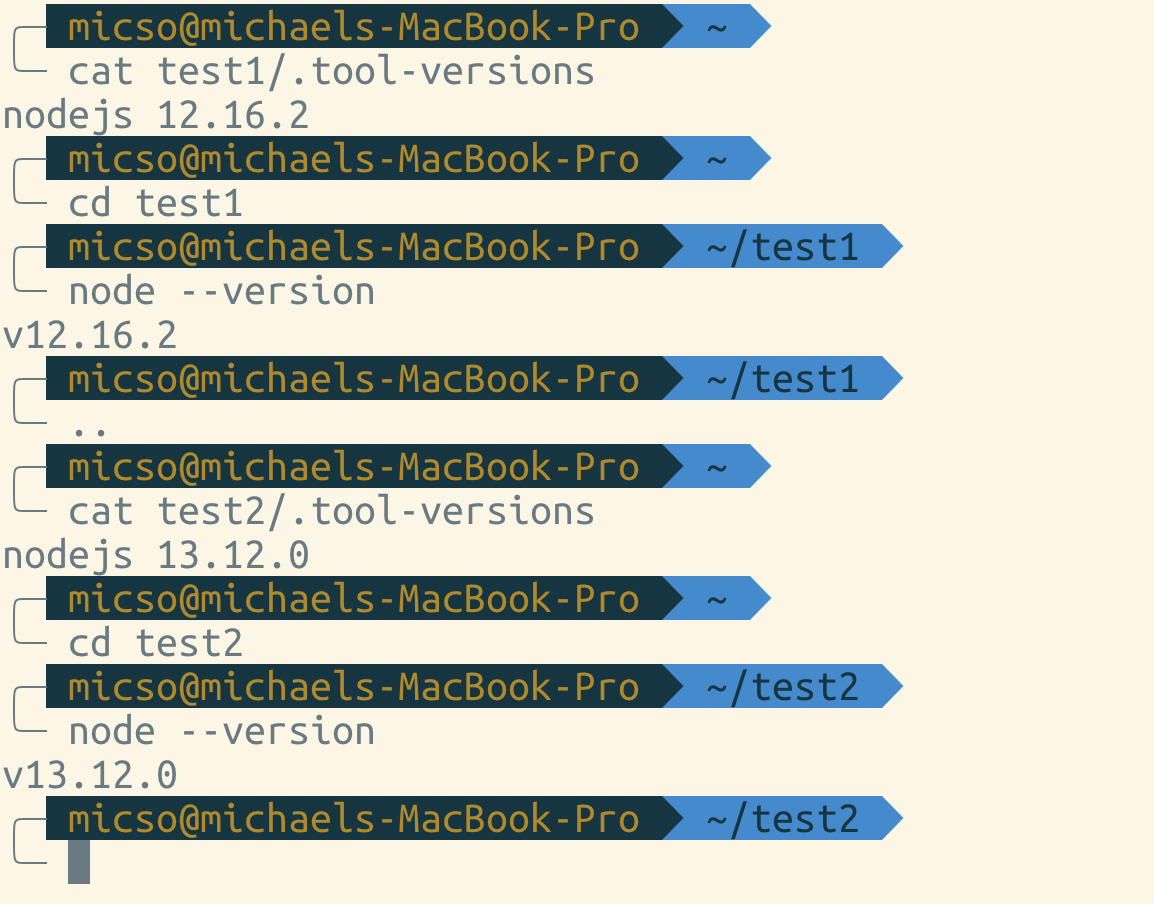 micso@michaels-MacBook-Pro ~
cat test1/.tool-versions
nodejs 12.16.2
micso@michaels-MacBook-Pro ~
cd test1
micso@michaels-MacBook-Pro ~/test1
node --version
v12.16.2
micso@michaels-MacBook-Pro ~/test1
..
micso@michaels-MacBook-Pro ~
cat test2/.tool-versions
nodejs 13.12.0
micso@michaels-MacBook-Pro ~
cd test2
micso@michaels-MacBook-Pro ~/test2
node --version
v13.12.0
micso@michaels-MacBook-Pro ~/test2